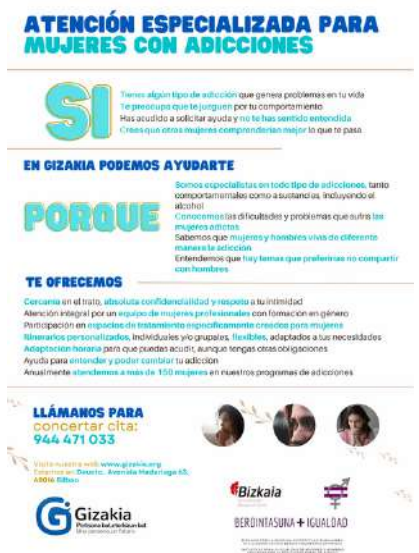 ATENCIÓN ESPECIALIZADA PARA
MUJERES CON ADICCIONES
SI
Tienes algún tipo de adicción que genera problemas en tu vida
Te preocupa que te juzguen por tu comportamiento
Has acudido a solicitar ayuda y no te has sentido entendida
Crees que otras mujeres comprenderían mejor lo que te pasa
EN GIZAKIA PODEMOS AYUDARTE
PORQUE
Somos especialistas en todo tipo de adicciones, tanto
comportamentales como a sustancias, incluyendo el
alcohol
Conocemos las dificultades y problemas que sufrís las
mujeres adictas
Sabemos que mujeres y hombres vivís de diferente
manera la adicción
Entendemos que hay temas que preferirías no compartir
con hombres
TE OFRECEMOS
Cercanía en el trato, absoluta confidencialidad y respeto a tu intimidad
Atención integral por un equipo de mujeres profesionales con formación en género
Participación en espacios de tratamiento específicamente creados para mujeres
Itinerarios personalizados, individuales y/o grupales, flexibles, adaptados a tus necesidades
Adaptación horaria para que puedas acudir, aunque tengas otras obligaciones
Ayuda para entender y poder cambiar tu adicción
Anualmente atendemos a más de 150 mujeres en nuestros programas de adicciones
LLÁMANOS PARA
concertar cita:
944 471 033
Visita nuestra web www.gizakia.org
Estamos en Deusto, Avenida Madariaga 63,
Bilbao
Gizakia
Bizkaia
BERDINTASUNA + IGUALDAD